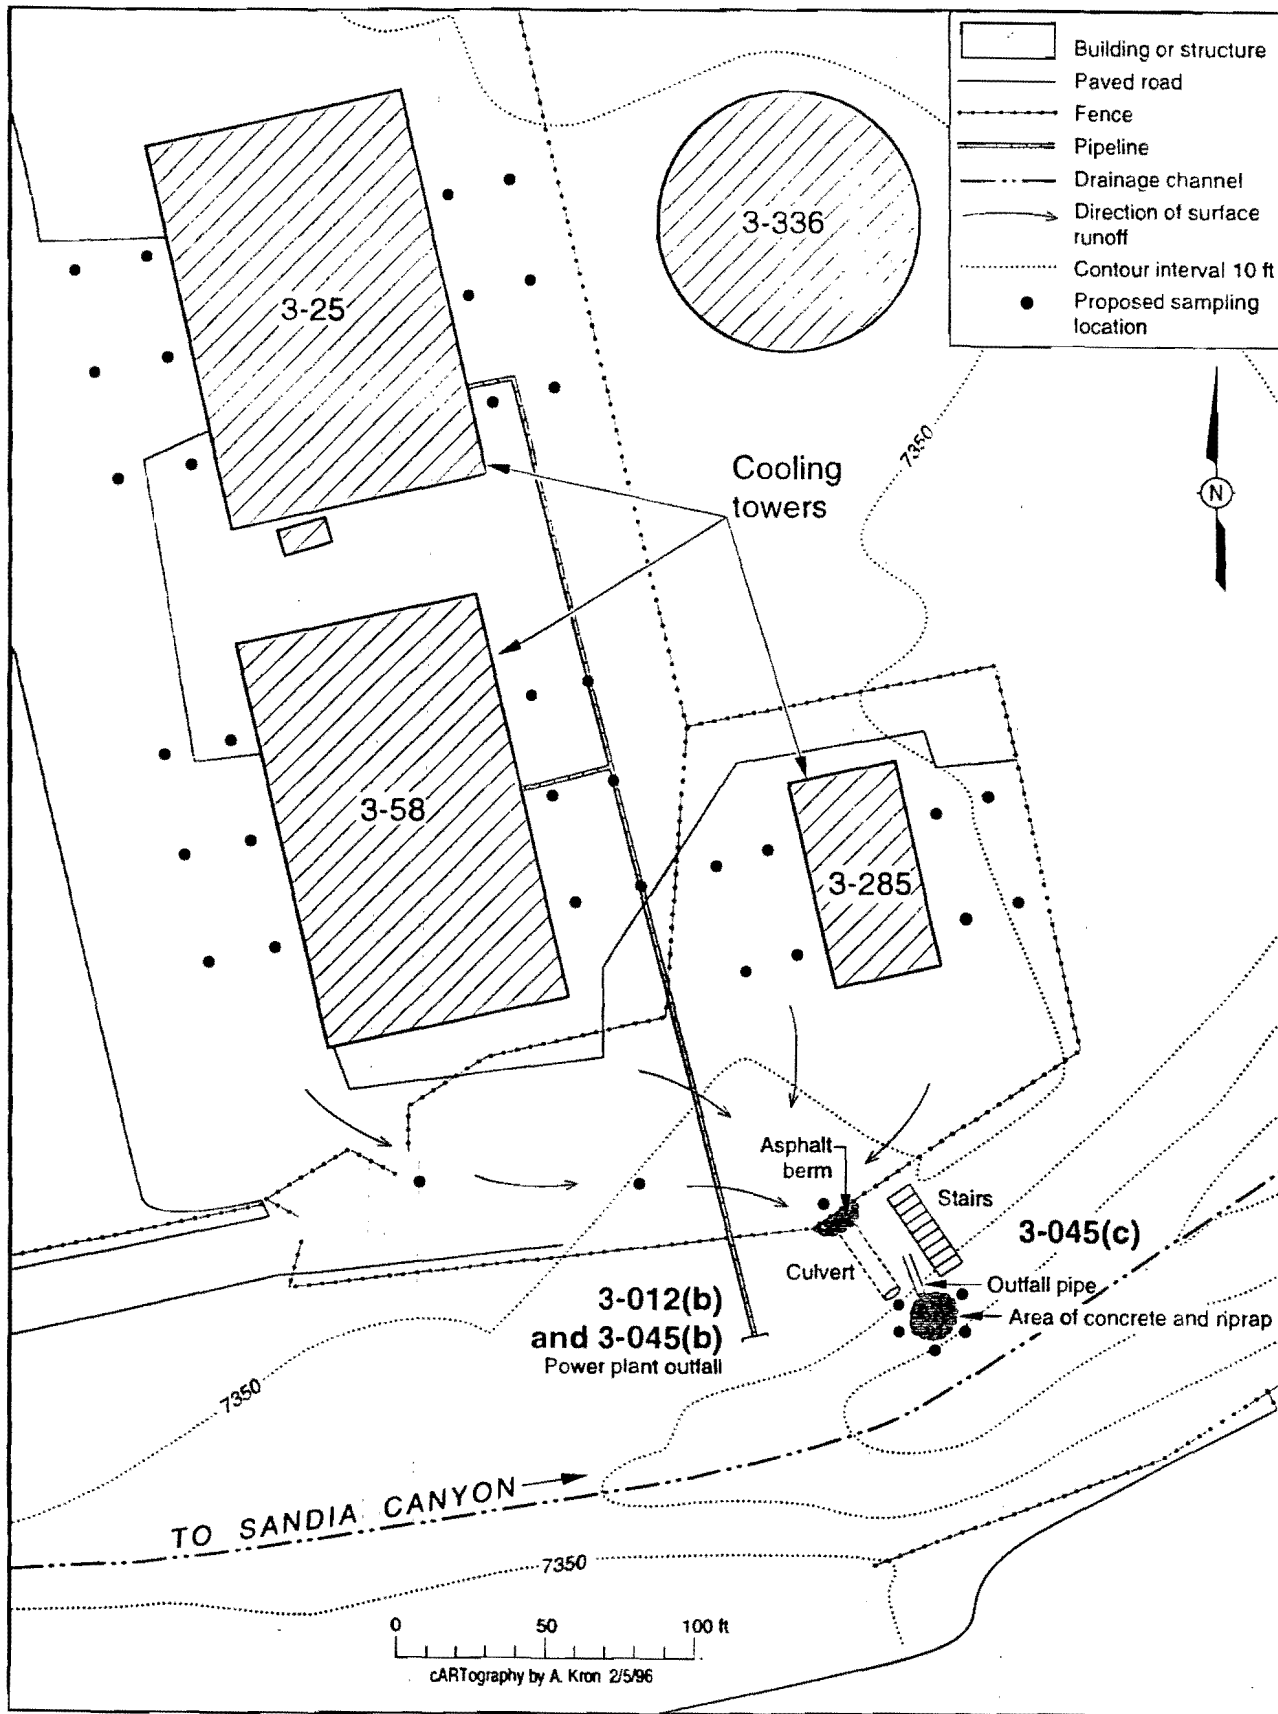 Building or structure
Paved road
Fence
Pipeline
Drainage channel
Direction of surface
runoff
Contour interval 10 ft
Proposed sampling
location
3-336
3-25
7350
N
Cooling
towers
3-58
3-285
Asphalt
berm
Stairs
3-045(c)
Culvert
Outfall pipe
3-012(b)
and 3-045(b)
Power plant outfall
Area of concrete and riprap
7350
TO SANDIA CANYON
7350
0 50 100 ft
cARTography by A. Kron 2/5/96